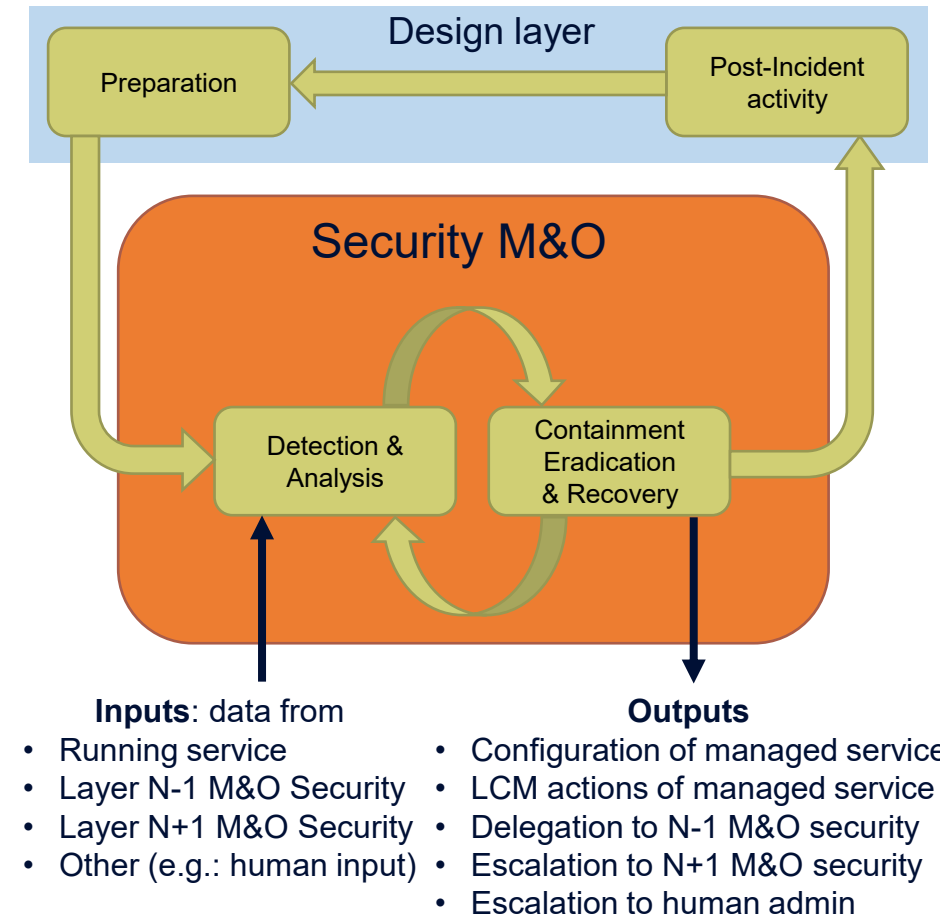 Design layer
Preparation
Post-Incident
activity
Security M&O
Detection &
Analysis
Containment
Eradication
& Recovery
Inputs: data from
• Running service
• Layer N-1 M&O Security
• Layer N+1 M&O Security
• Other (e.g.: human input)
Outputs
• Configuration of managed service
• LCM actions of managed service
• Delegation to N-1 M&O security
• Escalation to N+1 M&O security
• Escalation to human admin